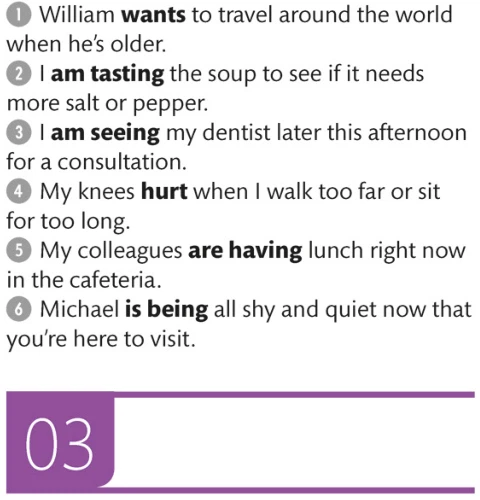 1 William wants to travel around the world
when he's older.
2 I am tasting the soup to see if it needs
more salt or pepper.
3 I am seeing my dentist later this afternoon
for a consultation.
4 My knees hurt when I walk too far or sit
for too long.
5 My colleagues are having lunch right now
in the cafeteria.
6 Michael is being all shy and quiet now that
you're here to visit.
03